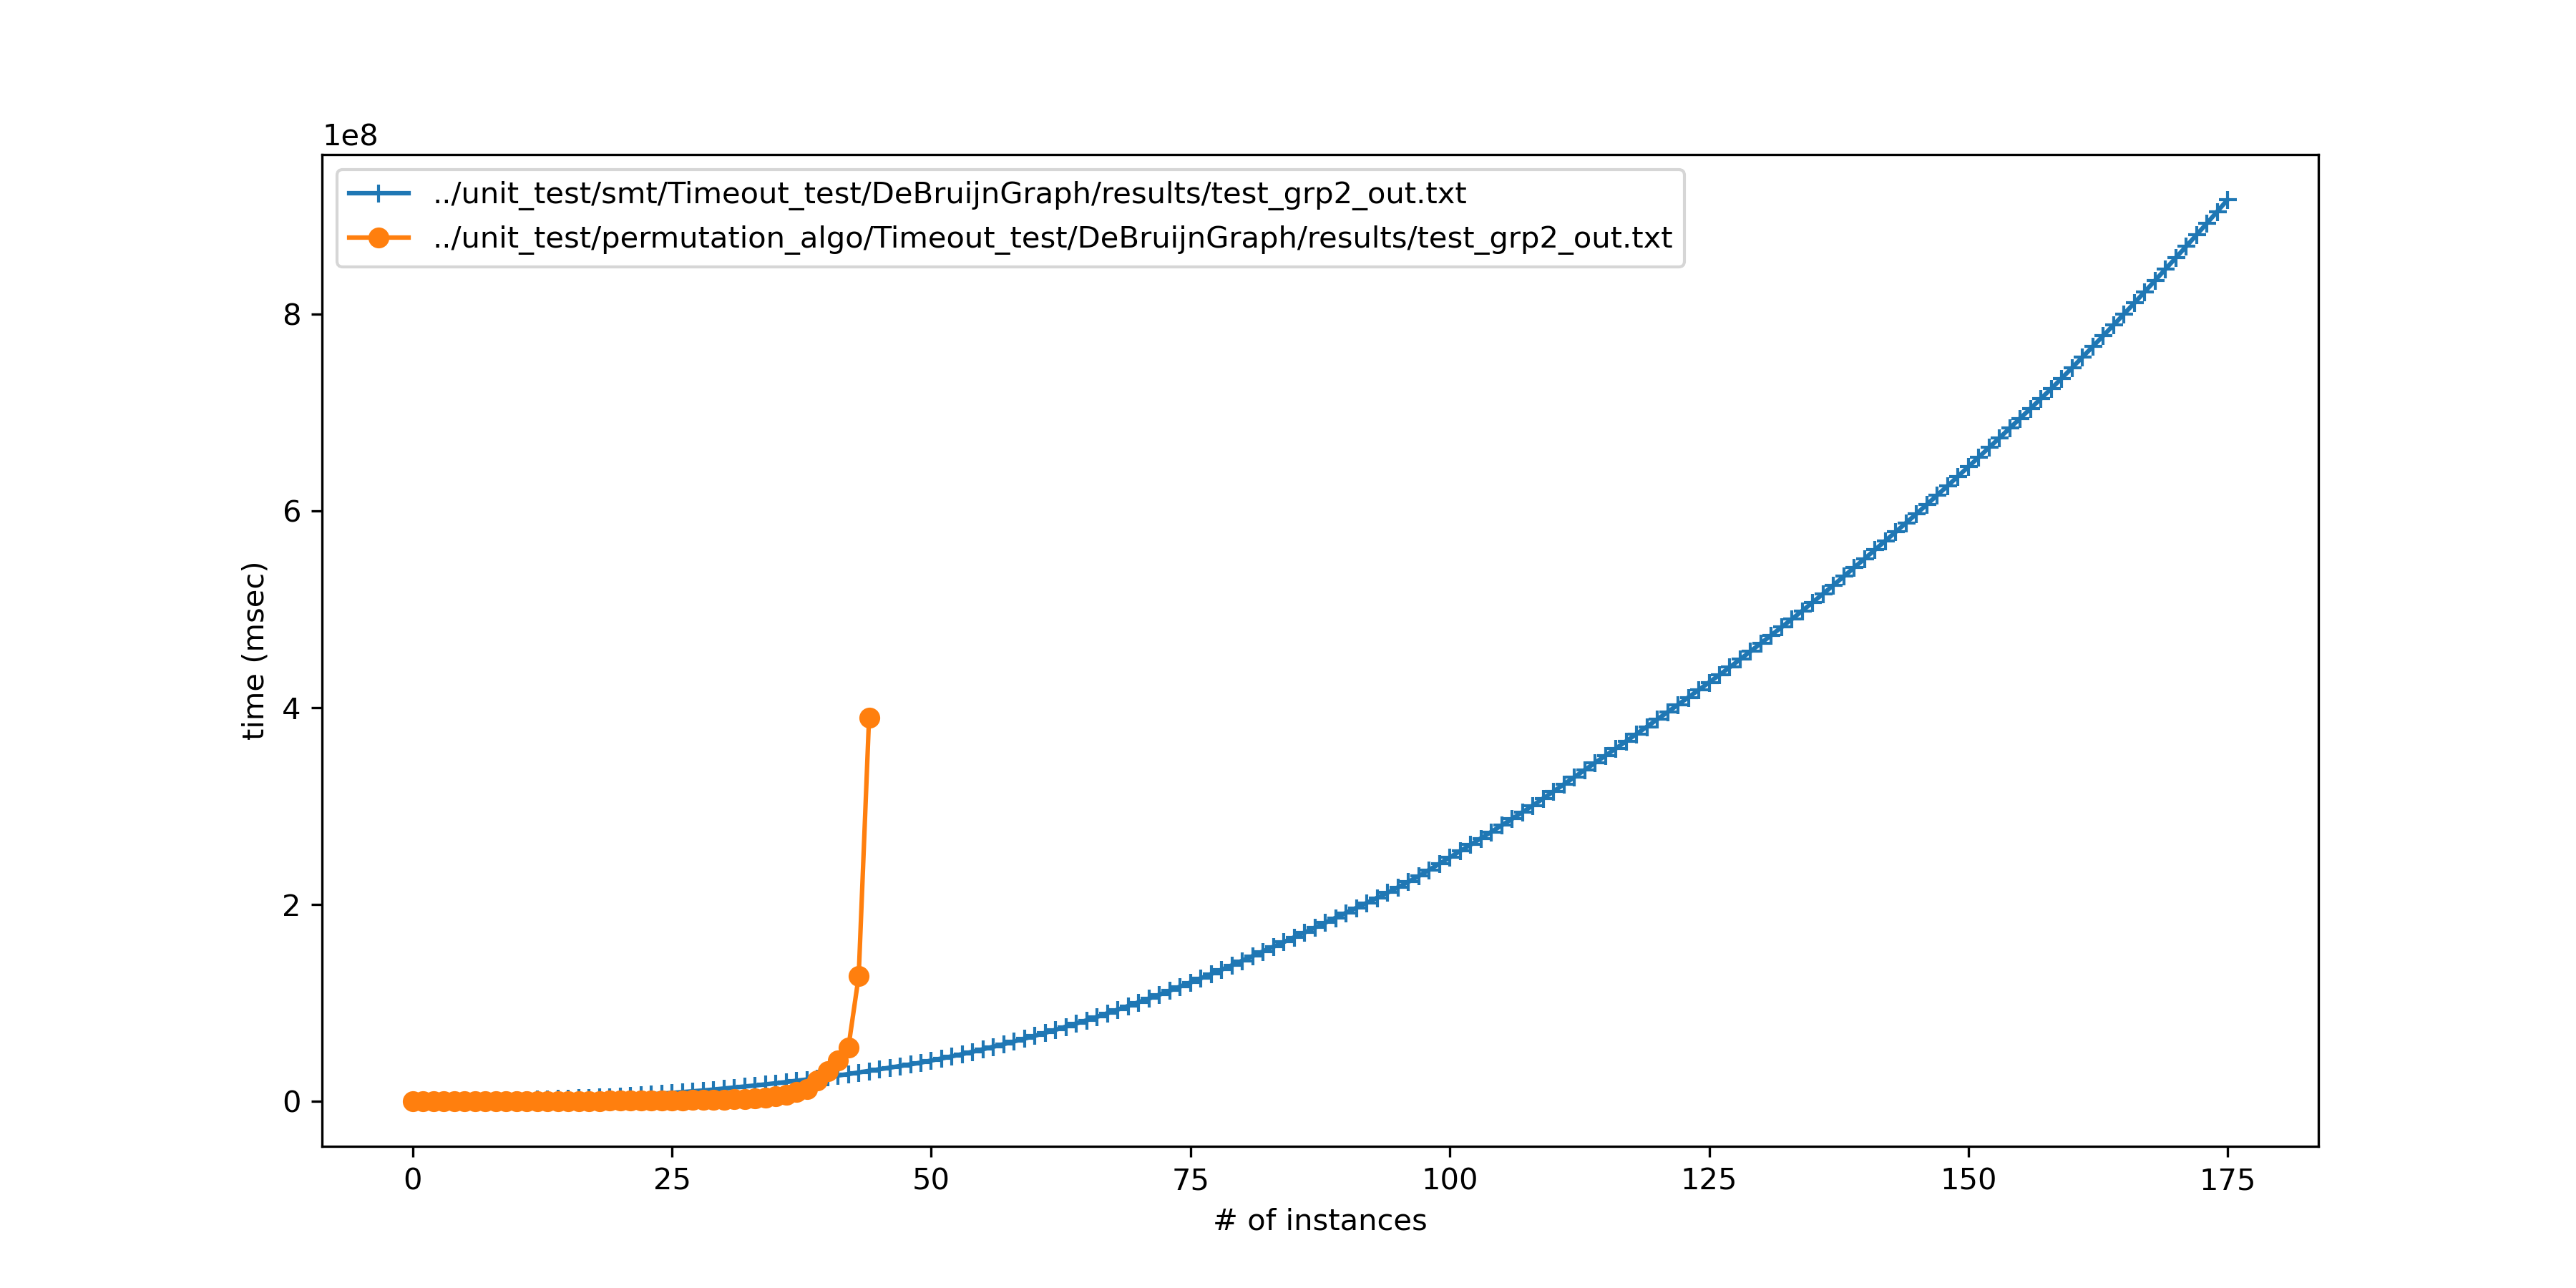 1e8
../unit_test/smt/Timeout_test/DeBruijnGraph/results/test_grp2_out.txt
../unit_test/permutation_algo/Timeout_test/DeBruijnGraph/results/test_grp2_out.txt
8
6
4
2
0
time (msec)
0 25 50 75 100 125 150 175
# of instances